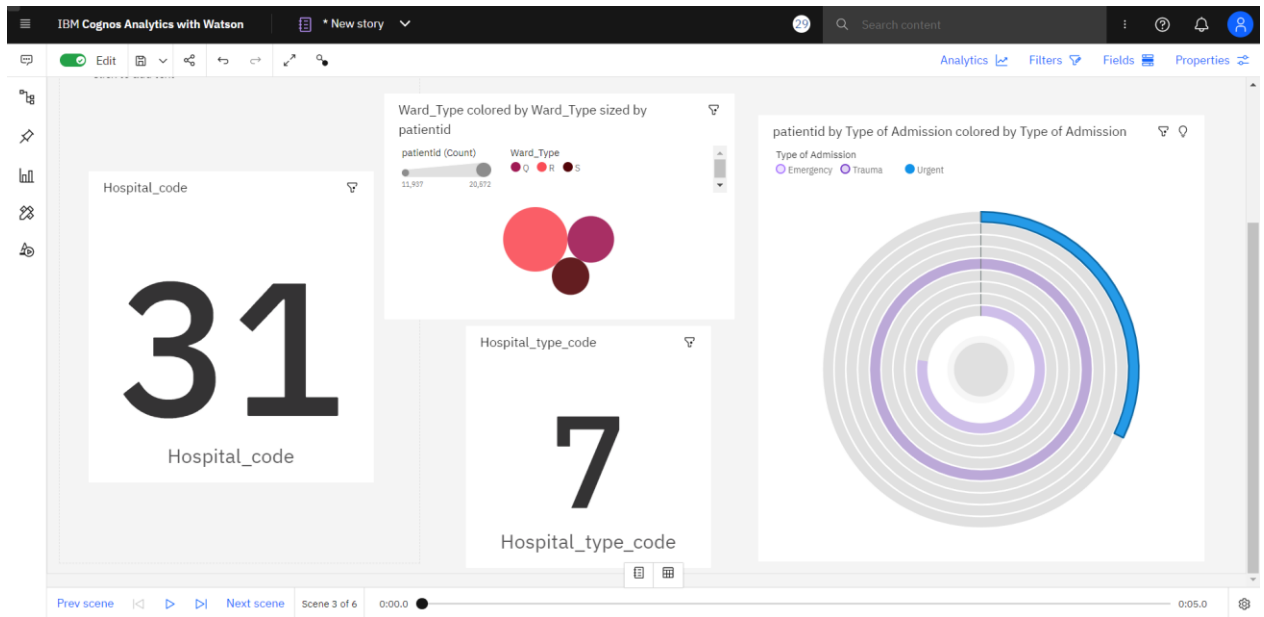 IBM Cognos Analytics with Watson
* New story
29
Search content
Edit
Analytics
Filters
Fields
Properties
Hospital_code
31
Hospital_code
Ward_Type colored by Ward_Type sized by
patientid
patientid (Count)
Ward_Type
11,937
20,572
Q
R
S
Hospital_type_code
7
Hospital_type_code
patientid by Type of Admission colored by Type of Admission
Type of Admission
Emergency
Trauma
Urgent
Prev scene
Next scene
Scene 3 of 6
0:00.0
0:05.0